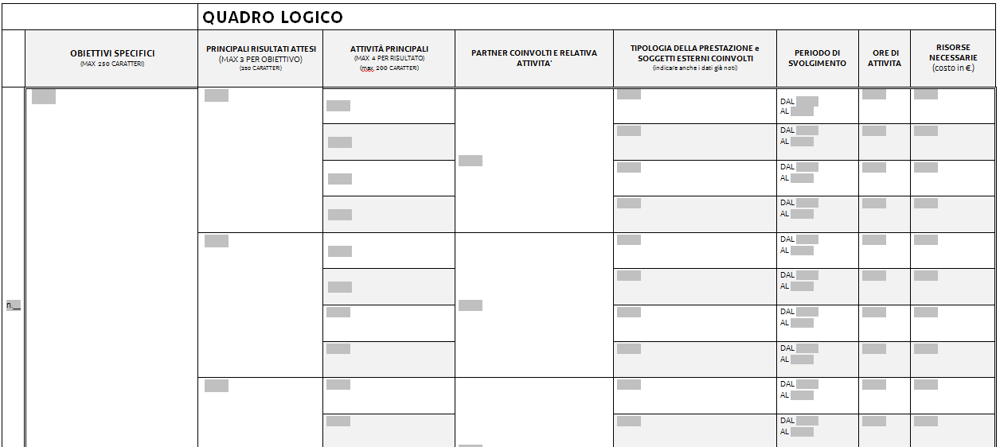 QUADRO LOGICO
OBIETTIVI SPECIFICI
(MAX 250 CARATTERI)
PRINCIPALI RISULTATI ATTESI
(MAX 3 PER OBIETTIVO)
(250 CARATTERI)
ATTIVITÀ PRINCIPALI
(MAX 4 PER RISULTATO)
(max. 200 CARATTERI)
PARTNER COINVOLTI E RELATIVA
ATTIVITA'
TIPOLOGIA DELLA PRESTAZIONE e
SOGGETTI ESTERNI COINVOLTI
(indicare anche i dati già noti)
PERIODO DI
SVOLGIMENTO
ORE DI
ATTIVITA
RISORSE
NECESSARIE
(costo in €.)
DAL
AL
DAL
AL
DAL
AL
DAL
AL
DAL
AL
DAL
AL
n.__
DAL
AL
DAL
AL
DAL
AL
DAL
AL